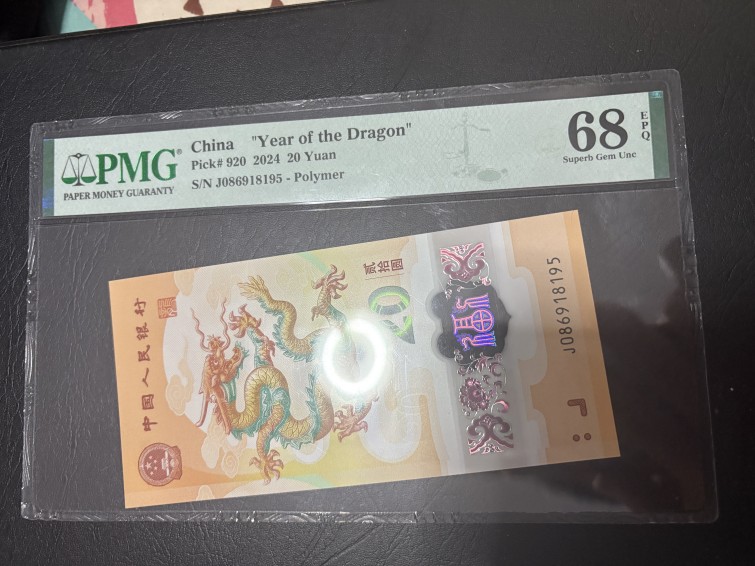 PMG®
PAPER MONEY GUARANTY
China "Year of the Dragon"
Pick# 920 2024 20 Yuan
S/N J086918195 - Polymer
68
EPQ
Superb Gem Unc
中国人民银行
贰拾圆
20
J086918195